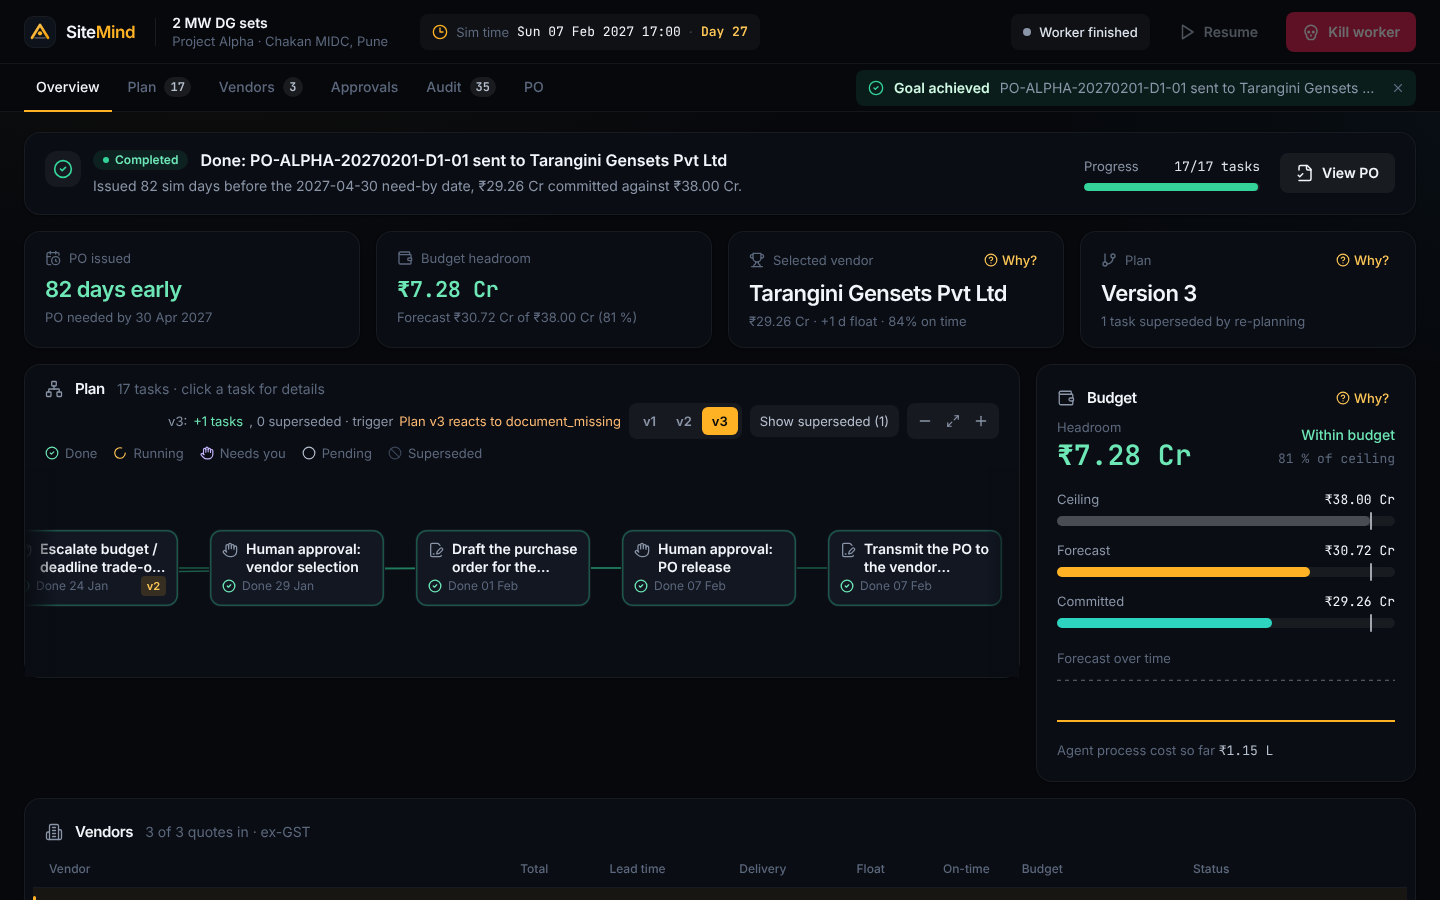 SiteMind
2 MW DG sets
Project Alpha · Chakan MIDC, Pune
Sim time Sun 07 Feb 2027 17:00 · Day 27
Worker finished
Resume
Kill worker
Overview
Plan 17
Vendors 3
Approvals
Audit 35
PO
Goal achieved PO-ALPHA-20270201-D1-01 sent to Tarangini Gensets ...
Completed
Done: PO-ALPHA-20270201-D1-01 sent to Tarangini Gensets Pvt Ltd
Issued 82 sim days before the 2027-04-30 need-by date, ₹29.26 Cr committed against ₹38.00 Cr.
Progress 17/17 tasks
View PO
PO issued
82 days early
PO needed by 30 Apr 2027
Budget headroom
₹7.28 Cr
Forecast ₹30.72 Cr of ₹38.00 Cr (81 %)
Selected vendor
Why?
Tarangini Gensets Pvt Ltd
₹29.26 Cr · +1 d float · 84% on time
Plan
Why?
Version 3
1 task superseded by re-planning
Plan 17 tasks · click a task for details
v3: +1 tasks , 0 superseded · trigger Plan v3 reacts to document_missing
v1 v2 v3
Show superseded (1)
Done Running Needs you Pending Superseded
Escalate budget /
deadline trade-o...
Done 24 Jan
v2
Human approval:
vendor selection
Done 29 Jan
Draft the purchase
order for the...
Done 01 Feb
Human approval:
PO release
Done 07 Feb
Transmit the PO to
the vendor...
Done 07 Feb
Budget
Why?
Headroom
₹7.28 Cr
Within budget
81 % of ceiling
Ceiling ₹38.00 Cr
Forecast ₹30.72 Cr
Committed ₹29.26 Cr
Forecast over time
Agent process cost so far ₹1.15 L
Vendors 3 of 3 quotes in · ex-GST
Vendor Total Lead time Delivery Float On-time Budget Status